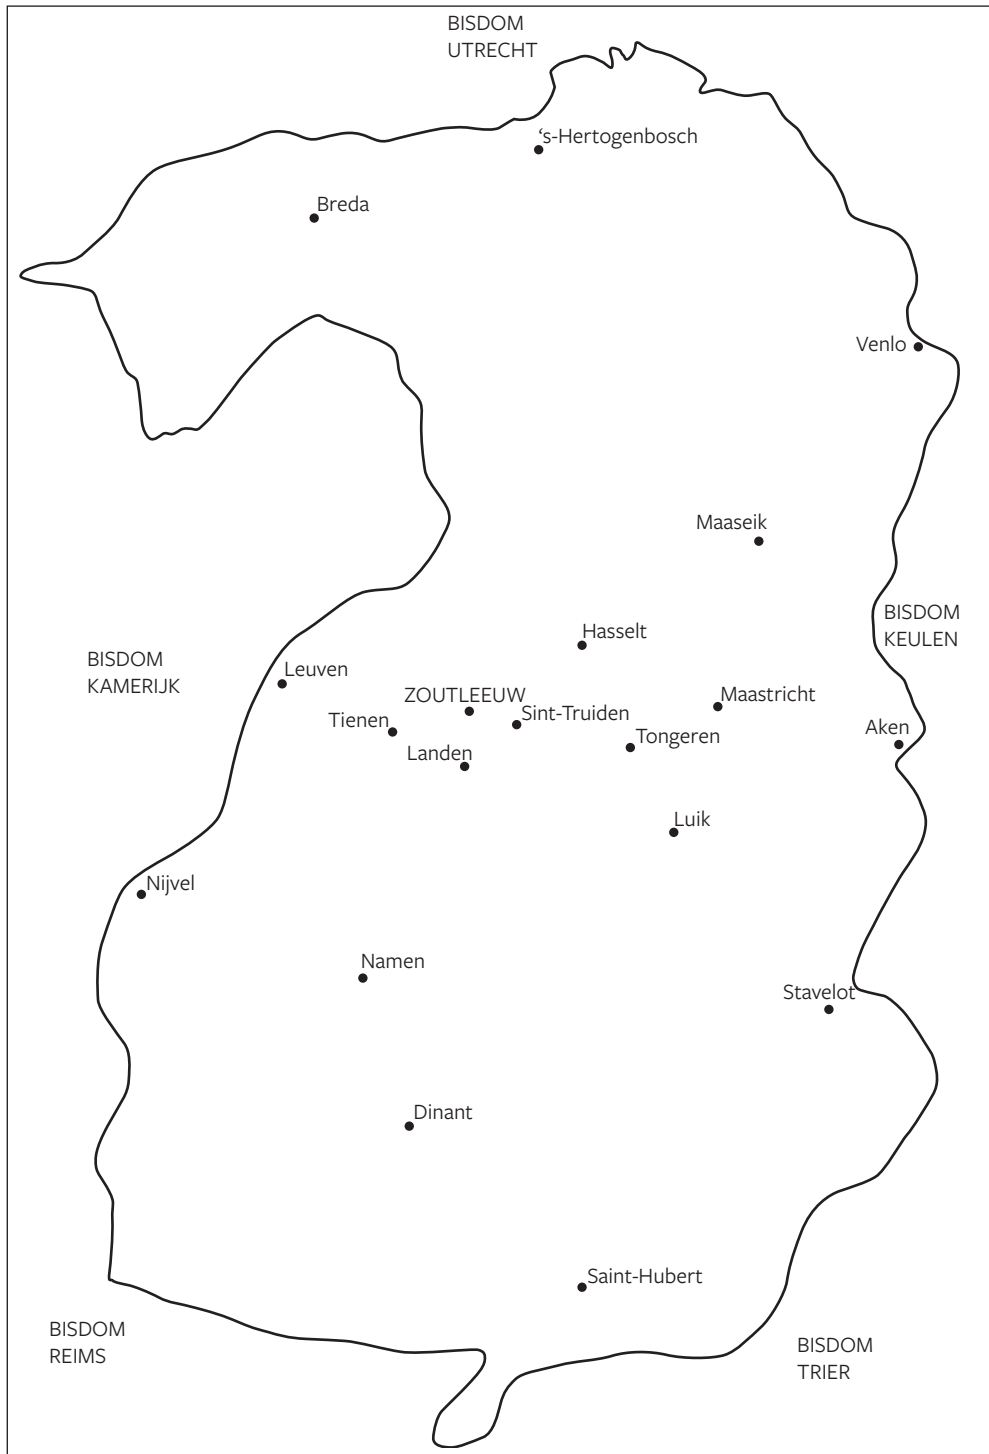 BISDOM
UTRECHT
‘s-Hertogenbosch
Breda
Venlo
Maaseik
BISDOM
KEULEN
Hasselt
BISDOM
KAMERIJK
Leuven
ZOUTLEEUW
Maastricht
Sint-Truiden
Tienen
Aken
Tongeren
Landen
Luik
Nijvel
Namen
Stavelot
Dinant
Saint-Hubert
BISDOM
REIMS
BISDOM
TRIER